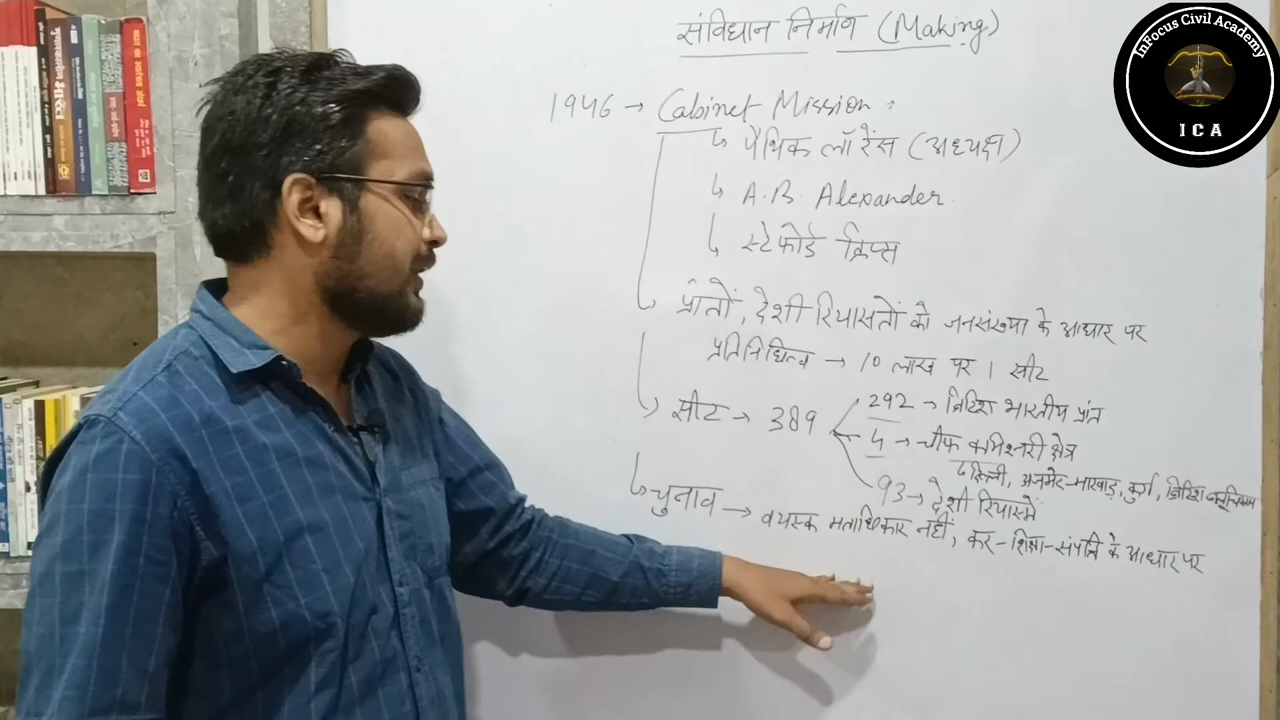 संविधान निर्माण (Making)
InFocus Civil Academy
ICA
1946 → Cabinet Mission :
↳ पैथिक लॉरेंस (अध्यक्ष)
↳ A.B. Alexander.
↳ स्टेफोर्ड क्रिप्स
↳ प्रांतों, देशी रियासतों को जनसंख्या के आधार पर
प्रतिनिधित्व → 10 लाख पर 1 सीट
↳ सीट → 389
292 → ब्रिटिश भारतीय प्रांत
4 → चीफ कमिश्नरी क्षेत्र
↳ दिल्ली, अजमेर-मारवाड़, कुर्ग, ब्रिटिश बलूचिस्तान
93 → देशी रियासतें
↳ चुनाव → वयस्क मताधिकार नहीं, कर-शिक्षा-संपत्ति के आधार पर